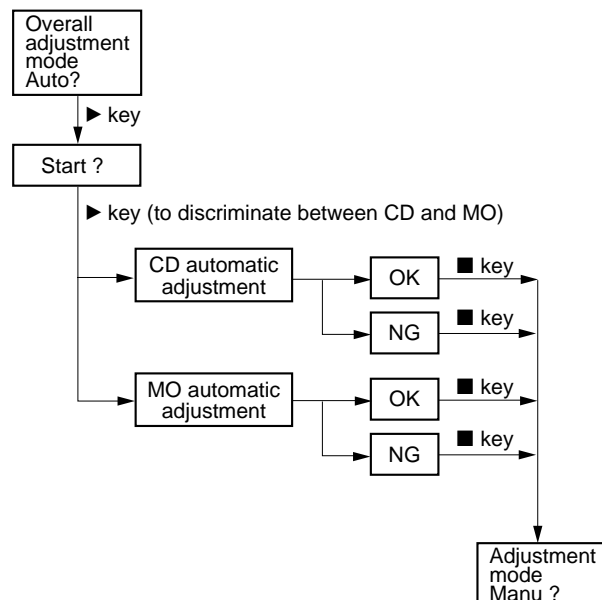 Overall
adjustment
mode
Auto?
▶ key
Start ?
▶ key (to discriminate between CD and MO)
CD automatic
adjustment
OK
■ key
NG
■ key
MO automatic
adjustment
OK
■ key
NG
■ key
Adjustment
mode
Manu ?